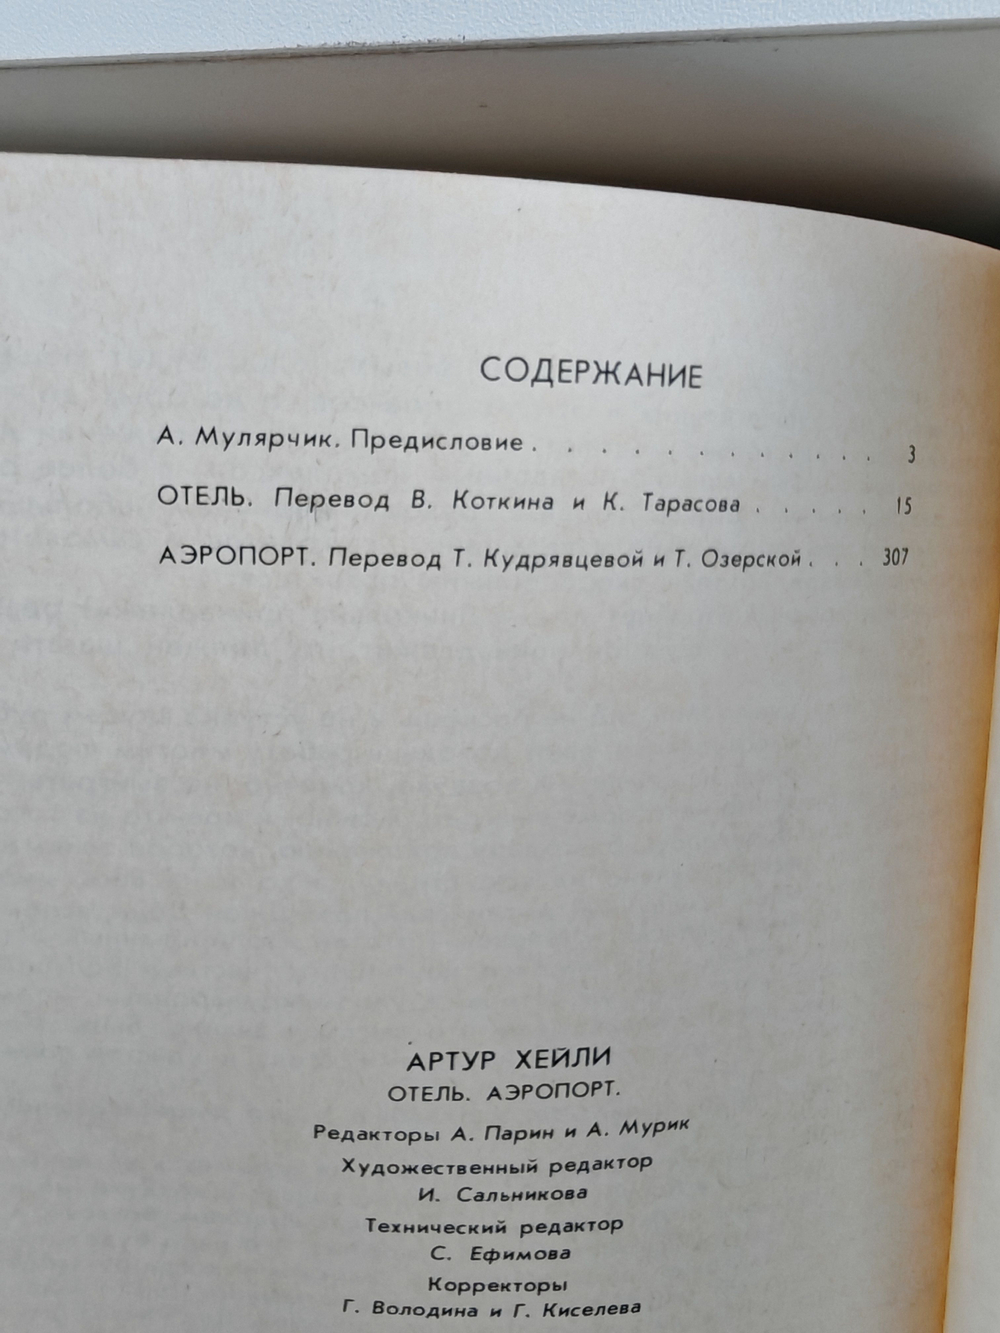 СОДЕРЖАНИЕ
А. Мулярчик. Предисловие . . . . . . . . . . . . 3
ОТЕЛЬ. Перевод В. Коткина и К. Тарасова . . . . . 15
АЭРОПОРТ. Перевод Т. Кудрявцевой и Т. Озерской . . . 307
АРТУР ХЕЙЛИ
ОТЕЛЬ. АЭРОПОРТ.
Редакторы А. Парин и А. Мурик
Художественный редактор
И. Сальникова
Технический редактор
С. Ефимова
Корректоры
Г. Володина и Г. Киселева